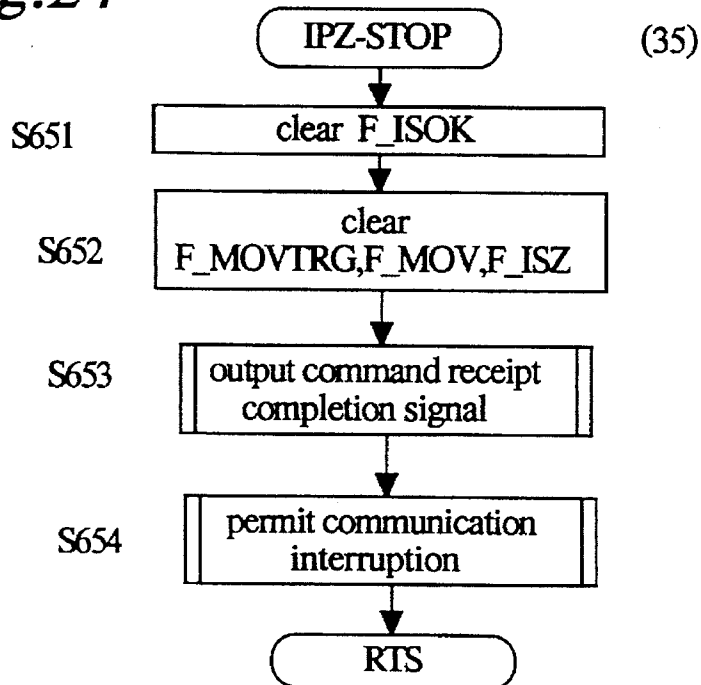 IPZ-STOP (35)
S651 clear F_ISOK
clear
S652 F_MOVTRG,F_MOV,F_ISZ
S653 output command receipt
completion signal
S654 permit communication
interruption
RTS